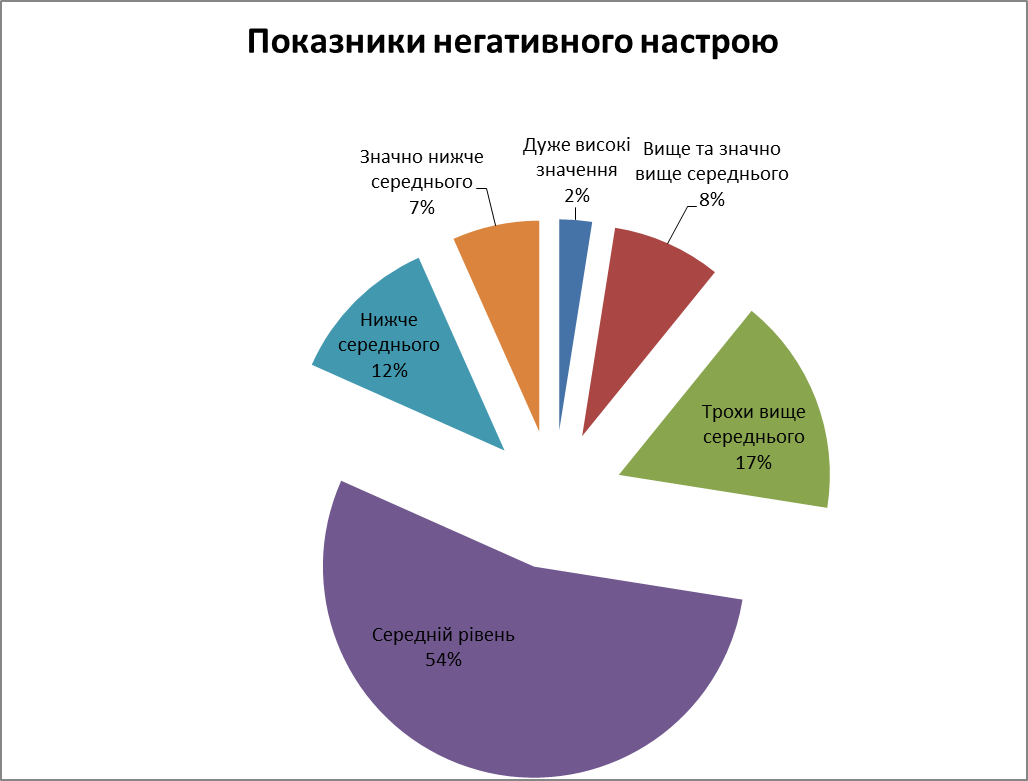 Показники негативного настрою
Дуже високі
значення
2%
Вище та значно
вище середнього
8%
Трохи вище
середнього
17%
Середній рівень
54%
Нижче
середнього
12%
Значно нижче
середнього
7%